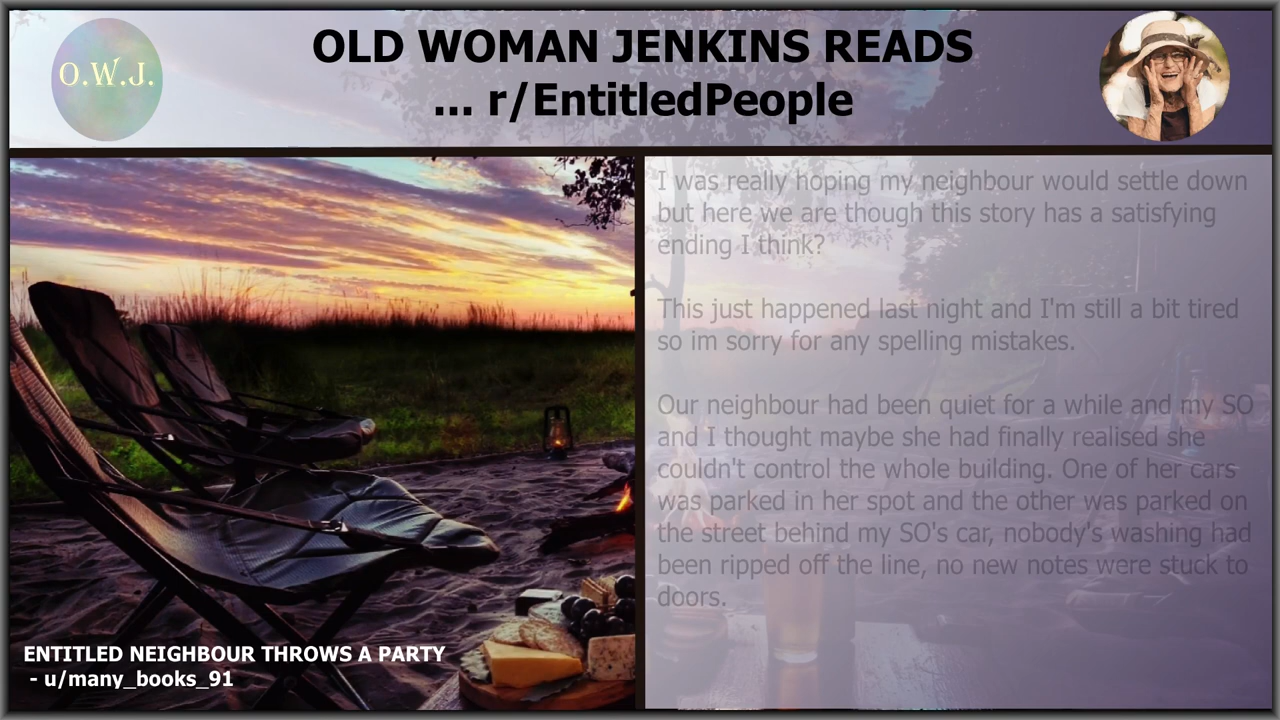 O.W.J.
OLD WOMAN JENKINS READS
... r/EntitledPeople
I was really hoping my neighbour would settle down
but here we are though this story has a satisfying
ending I think?
This just happened last night and I'm still a bit tired
so im sorry for any spelling mistakes.
Our neighbour had been quiet for a while and my SO
and I thought maybe she had finally realised she
couldn't control the whole building. One of her cars
was parked in her spot and the other was parked on
the street behind my SO's car, nobody's washing had
been ripped off the line, no new notes were stuck to
doors.
ENTITLED NEIGHBOUR THROWS A PARTY
- u/many_books_91